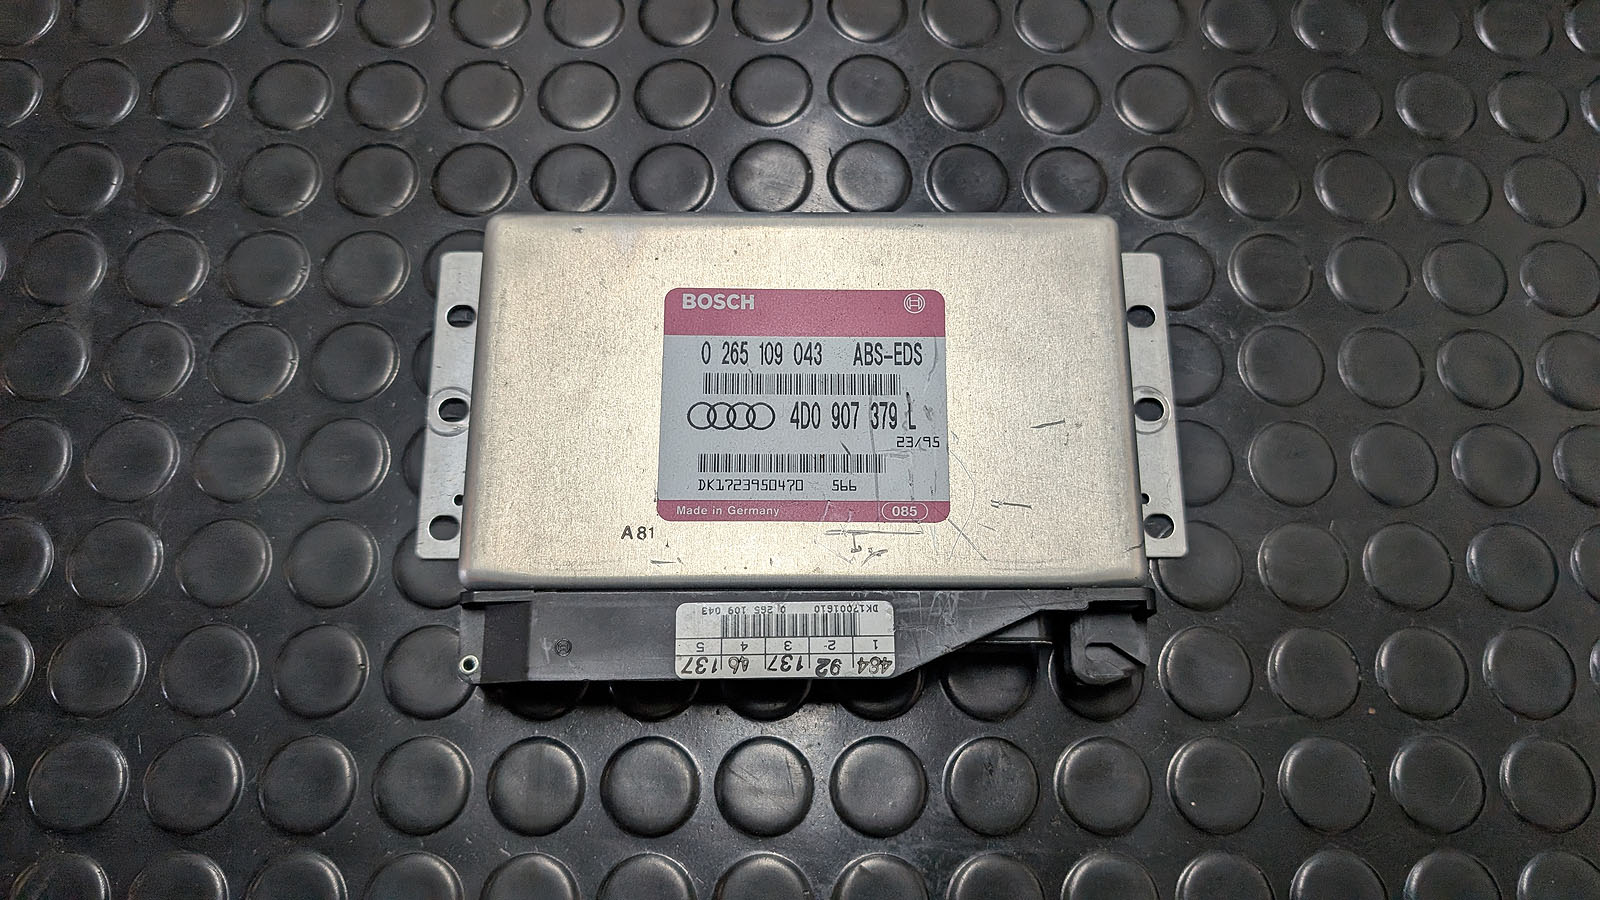 BOSCH
0 265 109 043 ABS-EDS
4D0 907 379 L
23/95
DK1723950470 566
Made in Germany 085
A81
484 92 137 137
1 2 3 4 5
DK17001610 0 265 109 043